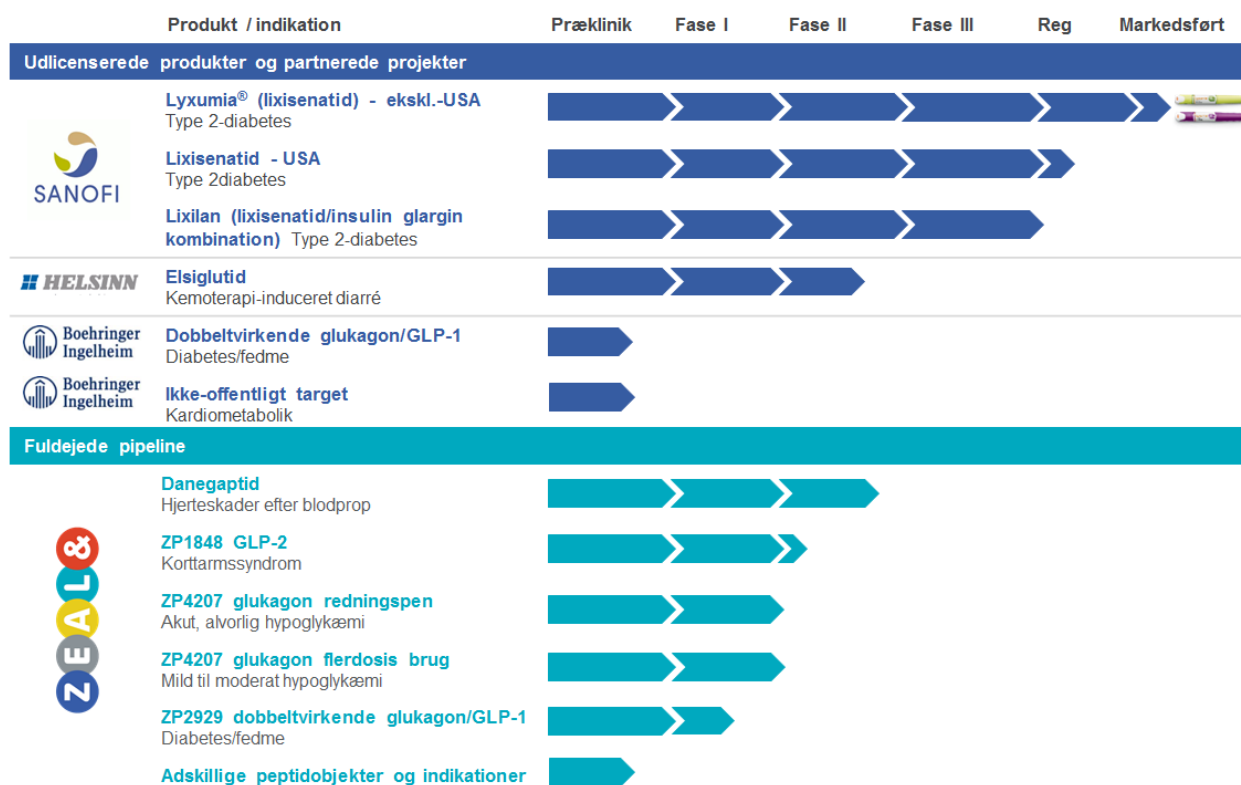 Produkt / indikation Præklinik Fase I Fase II Fase III Reg Markedsført
Udlicenserede produkter og partnerede projekter
SANOFI
Lyxumia® (lixisenatid) - ekskl.-USA
Type 2-diabetes
Lixisenatid - USA
Type 2diabetes
Lixilan (lixisenatid/insulin glargin
kombination) Type 2-diabetes
HELSINN
Elsiglutid
Kemoterapi-induceret diarré
Boehringer
Ingelheim
Dobbeltvirkende glukagon/GLP-1
Diabetes/fedme
Boehringer
Ingelheim
Ikke-offentligt target
Kardiometabolik
Fuldejede pipeline
ZEAL&
Danegaptid
Hjerteskader efter blodprop
ZP1848 GLP-2
Korttarmssyndrom
ZP4207 glukagon redningspen
Akut, alvorlig hypoglykæmi
ZP4207 glukagon flerdosis brug
Mild til moderat hypoglykæmi
ZP2929 dobbeltvirkende glukagon/GLP-1
Diabetes/fedme
Adskillige peptidobjekter og indikationer